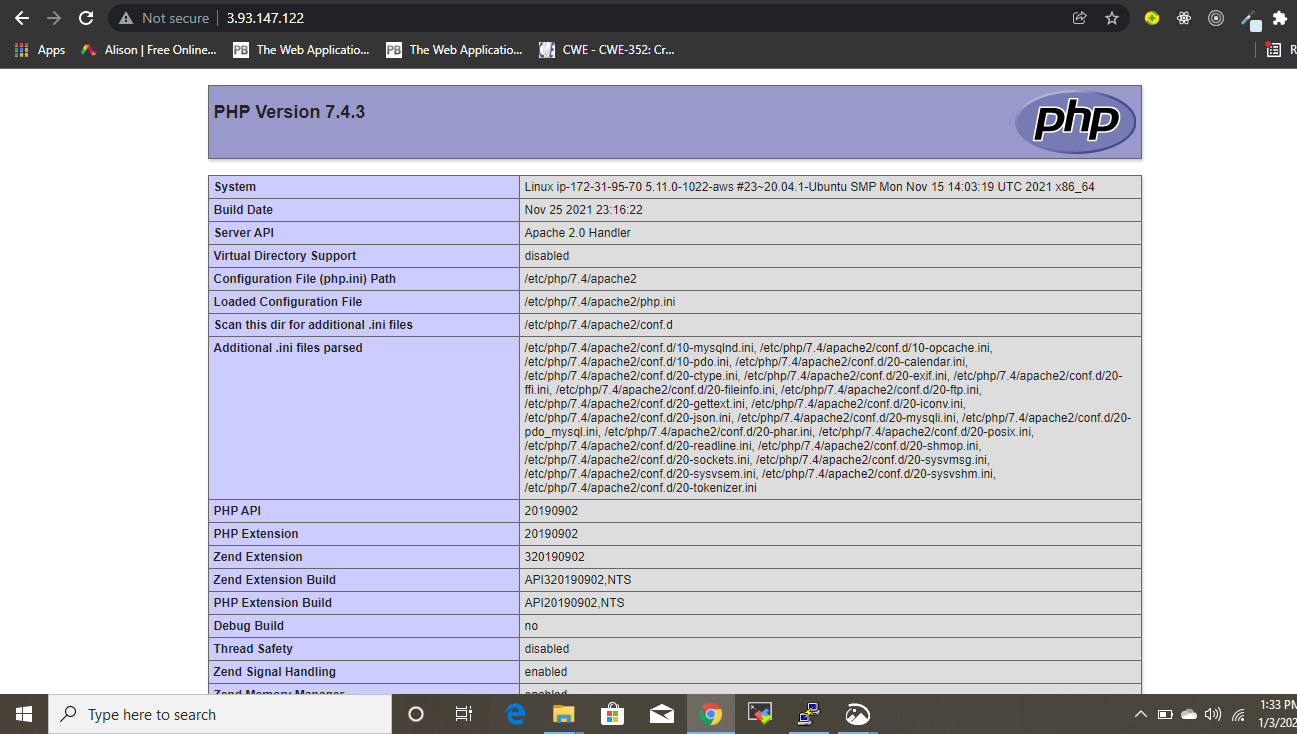 Not secure
3.93.147.122
Apps
Alison | Free Online...
PB
The Web Applicatio...
PB
The Web Applicatio...
CWE - CWE-352: Cr...
R
PHP Version 7.4.3
php
System
Linux ip-172-31-95-70 5.11.0-1022-aws #23~20.04.1-Ubuntu SMP Mon Nov 15 14:03:19 UTC 2021 x86_64
Build Date
Nov 25 2021 23:16:22
Server API
Apache 2.0 Handler
Virtual Directory Support
disabled
Configuration File (php.ini) Path
/etc/php/7.4/apache2
Loaded Configuration File
/etc/php/7.4/apache2/php.ini
Scan this dir for additional .ini files
/etc/php/7.4/apache2/conf.d
Additional .ini files parsed
/etc/php/7.4/apache2/conf.d/10-mysqlnd.ini, /etc/php/7.4/apache2/conf.d/10-opcache.ini,
/etc/php/7.4/apache2/conf.d/10-pdo.ini, /etc/php/7.4/apache2/conf.d/20-calendar.ini,
/etc/php/7.4/apache2/conf.d/20-ctype.ini, /etc/php/7.4/apache2/conf.d/20-exif.ini, /etc/php/7.4/apache2/conf.d/20-
ffi.ini, /etc/php/7.4/apache2/conf.d/20-fileinfo.ini, /etc/php/7.4/apache2/conf.d/20-ftp.ini,
/etc/php/7.4/apache2/conf.d/20-gettext.ini, /etc/php/7.4/apache2/conf.d/20-iconv.ini,
/etc/php/7.4/apache2/conf.d/20-json.ini, /etc/php/7.4/apache2/conf.d/20-mysqli.ini, /etc/php/7.4/apache2/conf.d/20-
pdo_mysql.ini, /etc/php/7.4/apache2/conf.d/20-phar.ini, /etc/php/7.4/apache2/conf.d/20-posix.ini,
/etc/php/7.4/apache2/conf.d/20-readline.ini, /etc/php/7.4/apache2/conf.d/20-shmop.ini,
/etc/php/7.4/apache2/conf.d/20-sockets.ini, /etc/php/7.4/apache2/conf.d/20-sysvmsg.ini,
/etc/php/7.4/apache2/conf.d/20-sysvsem.ini, /etc/php/7.4/apache2/conf.d/20-sysvshm.ini,
/etc/php/7.4/apache2/conf.d/20-tokenizer.ini
PHP API
20190902
PHP Extension
20190902
Zend Extension
320190902
Zend Extension Build
API320190902,NTS
PHP Extension Build
API20190902,NTS
Debug Build
no
Thread Safety
disabled
Zend Signal Handling
enabled
Zend Memory Manager
enabled
Type here to search
1:33 PM
1/3/202